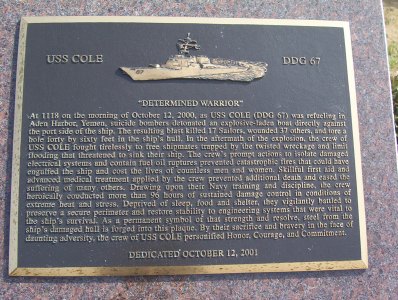 USS COLE DDG 67
"DETERMINED WARRIOR"
At 1118 on the morning of October 12, 2000, as USS COLE (DDG 67) was refueling in
Aden Harbor, Yemen, suicide bombers detonated an explosive-laden boat directly against
the port side of the ship. The resulting blast killed 17 Sailors, wounded 37 others, and tore a
hole forty by sixty feet in the ship's hull. In the aftermath of the explosion, the crew of
USS COLE fought tirelessly to free shipmates trapped by the twisted wreckage and limit
flooding that threatened to sink their ship. The crew's prompt actions to isolate damaged
electrical systems and contain fuel oil ruptures prevented catastrophic fires that could have
engulfed the ship and cost the lives of countless men and women. Skillful first aid and
advanced medical treatment applied by the crew prevented additional death and eased the
suffering of many others. Drawing upon their Navy training and discipline, the crew
heroically conducted more than 96 hours of sustained damage control in conditions of
extreme heat and stress. Deprived of sleep, food and shelter, they vigilantly battled to
preserve a secure perimeter and restore stability to engineering systems that were vital to
the ship's survival. As a permanent symbol of that strength and resolve, steel from the
ship's damaged hull is forged into this plaque. By their sacrifice and bravery in the face of
daunting adversity, the crew of USS COLE personified Honor, Courage, and Commitment.
DEDICATED OCTOBER 12, 2001